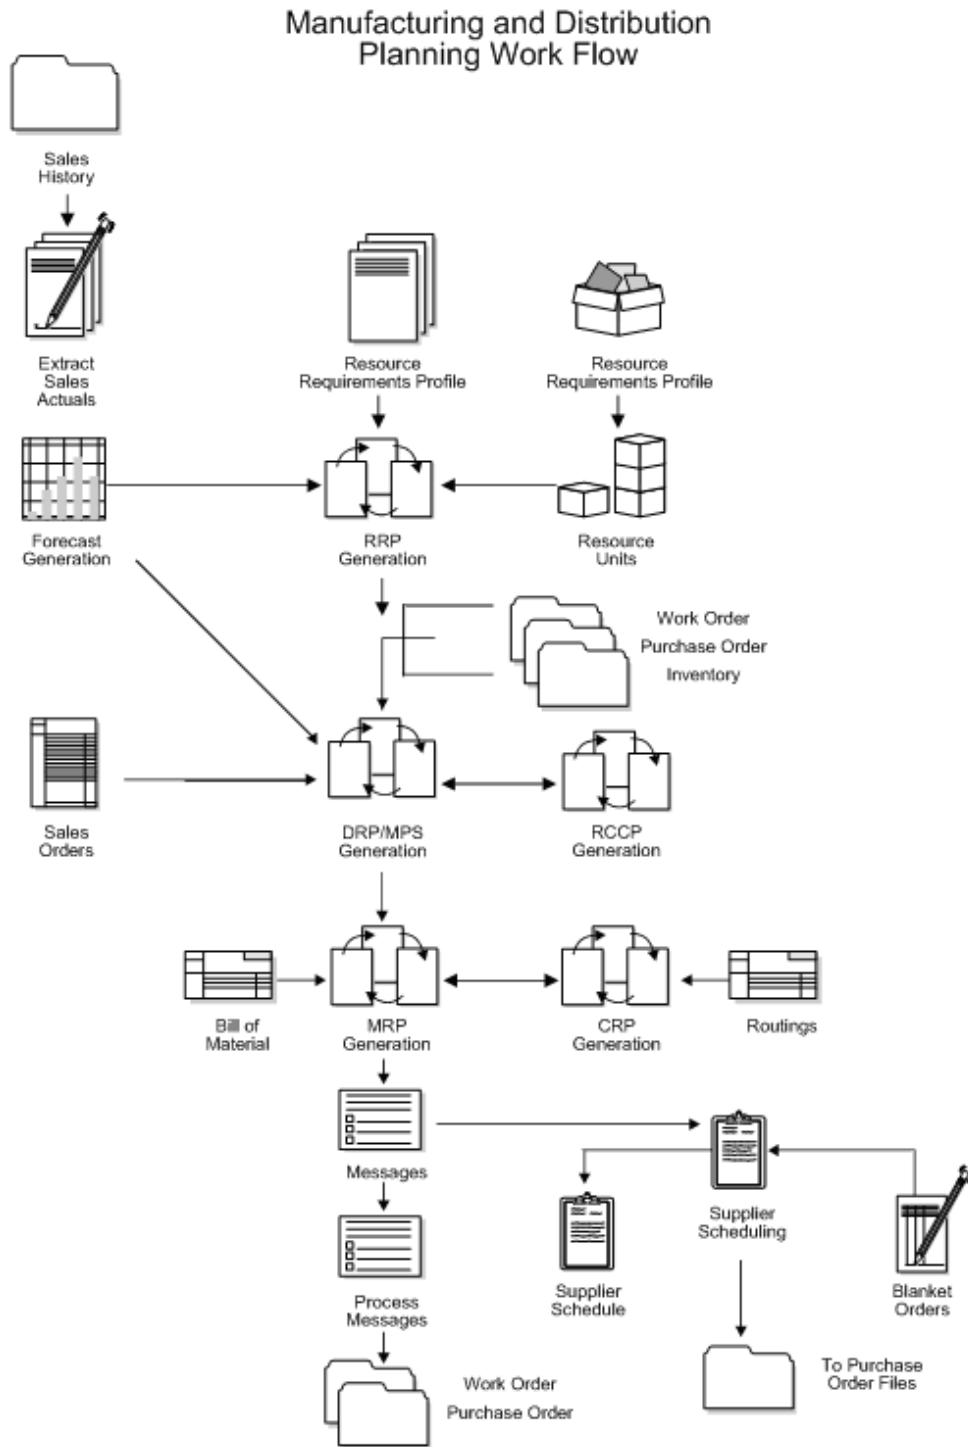 Manufacturing and Distribution
Planning Work Flow
Sales
History
Extract
Sales
Actuals
Resource
Requirements Profile
Resource
Requirements Profile
Forecast
Generation
RRP
Generation
Resource
Units
Work Order
Purchase Order
Inventory
Sales
Orders
DRP/MPS
Generation
RCCP
Generation
Bill of
Material
MRP
Generation
CRP
Generation
Routings
Messages
Supplier
Scheduling
Supplier
Schedule
Blanket
Orders
Process
Messages
Work Order
Purchase Order
To Purchase
Order Files